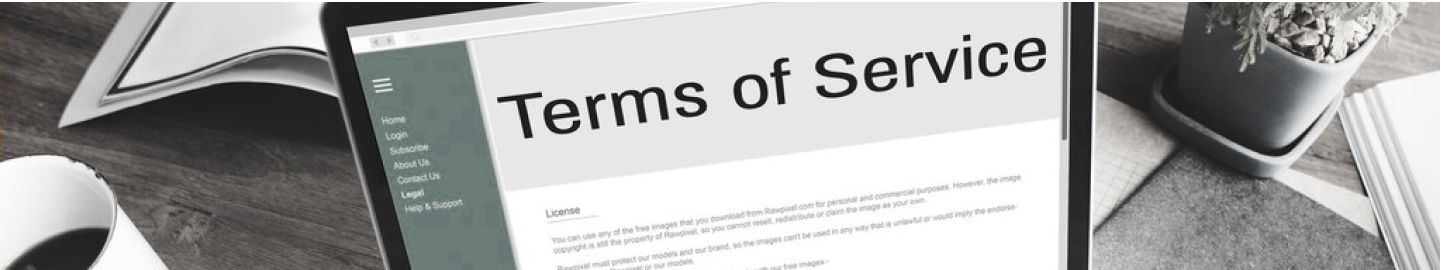 Terms of Service
Home
Login
Subscribe
About Us
Contact Us
Legal
Help & Support
License
You can use any of the free images that you download from Rawpixel.com for personal and commercial purposes. However, the image
copyright is still the property of Rawpixel, so you cannot resell, redistribute or claim the image as your own.
Rawpixel must protect our models and our brand, so the images can't be used in any way that is unlawful or would imply the endorse-
Rawpixel or our models.
with our free images:-